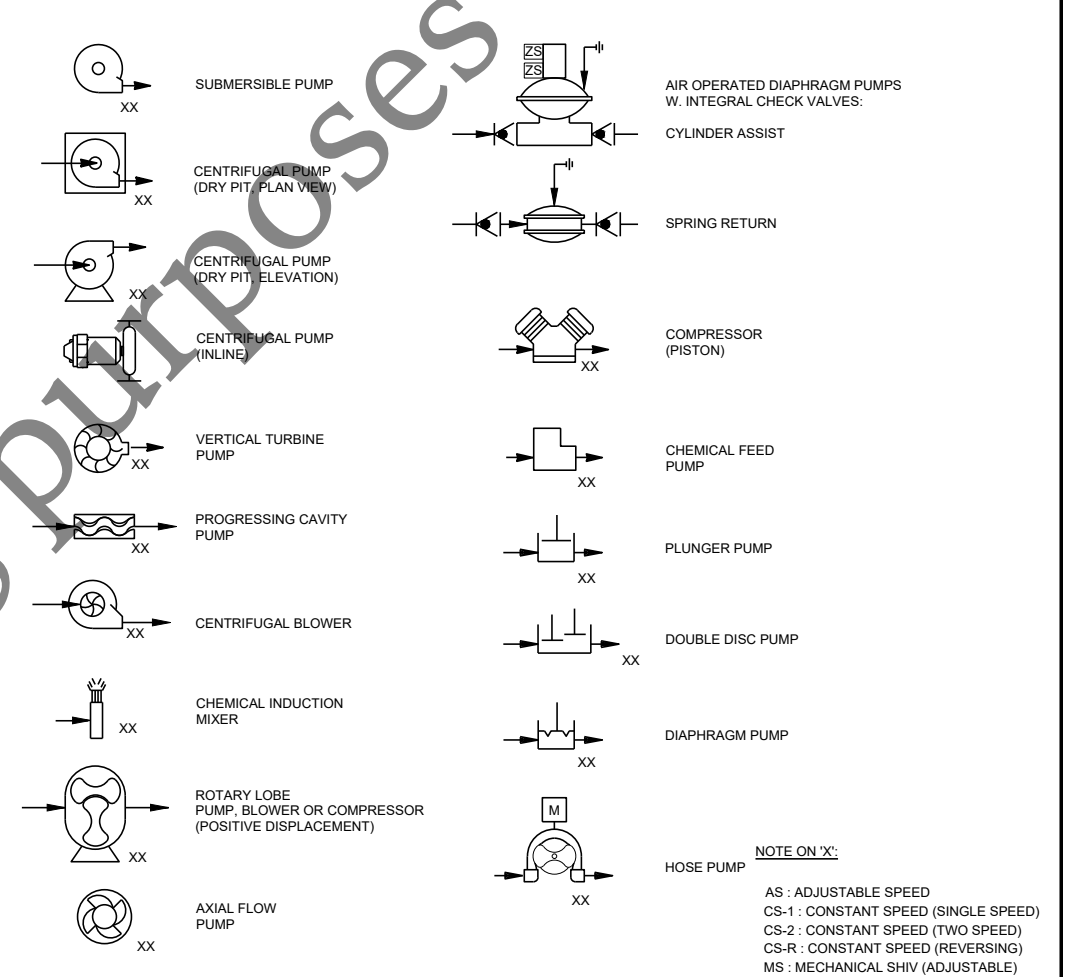 SUBMERSIBLE PUMP
XX
CENTRIFUGAL PUMP
(DRY PIT, PLAN VIEW)
XX
CENTRIFUGAL PUMP
(DRY PIT, ELEVATION)
XX
CENTRIFUGAL PUMP
(INLINE)
VERTICAL TURBINE
PUMP
XX
PROGRESSING CAVITY
PUMP
XX
CENTRIFUGAL BLOWER
XX
CHEMICAL INDUCTION
MIXER
XX
ROTARY LOBE
PUMP, BLOWER OR COMPRESSOR
(POSITIVE DISPLACEMENT)
XX
AXIAL FLOW
PUMP
XX
ZS
ZS
AIR OPERATED DIAPHRAGM PUMPS
W. INTEGRAL CHECK VALVES:
CYLINDER ASSIST
SPRING RETURN
COMPRESSOR
(PISTON)
XX
CHEMICAL FEED
PUMP
XX
PLUNGER PUMP
XX
DOUBLE DISC PUMP
XX
DIAPHRAGM PUMP
XX
M
HOSE PUMP
XX
NOTE ON 'X':
AS : ADJUSTABLE SPEED
CS-1 : CONSTANT SPEED (SINGLE SPEED)
CS-2 : CONSTANT SPEED (TWO SPEED)
CS-R : CONSTANT SPEED (REVERSING)
MS : MECHANICAL SHIV (ADJUSTABLE)
purposes